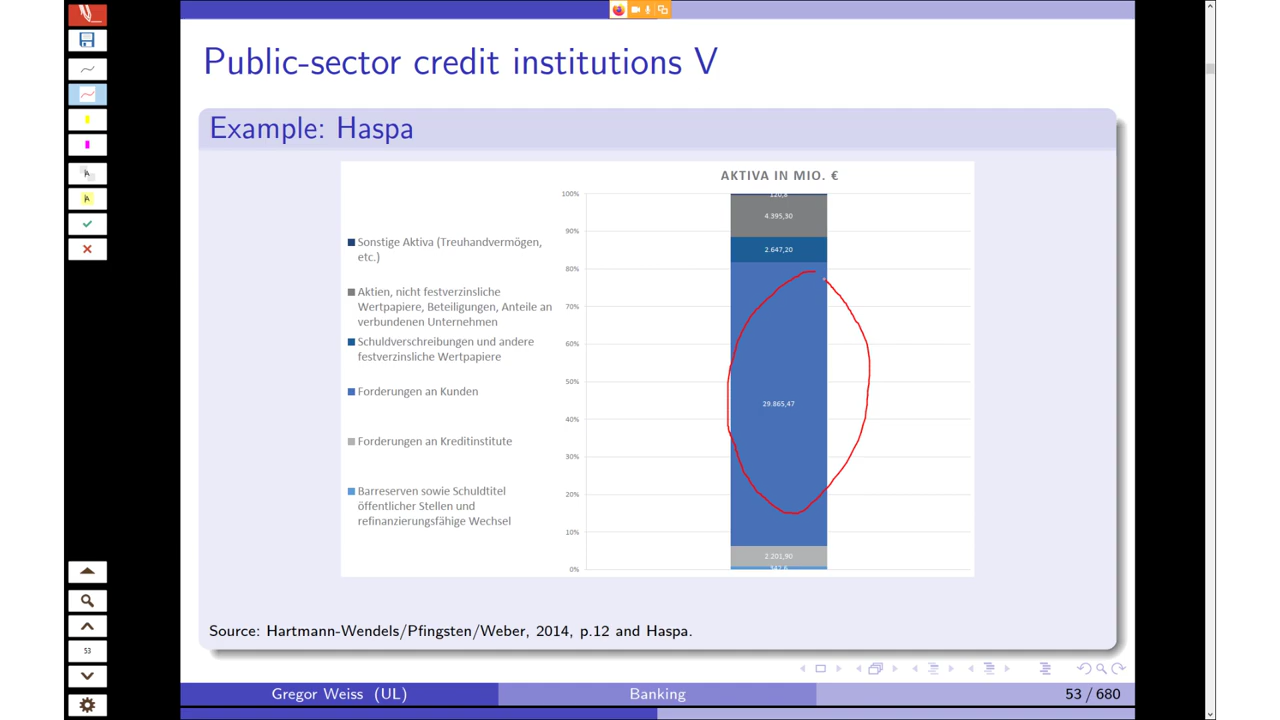 Public-sector credit institutions V
Example: Haspa
AKTIVA IN MIO. €
100%
90%
80%
70%
60%
50%
40%
30%
20%
10%
0%
4.395,30
2.647,20
29.865,47
2.201,90
Sonstige Aktiva (Treuhandvermögen,
etc.)
Aktien, nicht festverzinsliche
Wertpapiere, Beteiligungen, Anteile an
verbundenen Unternehmen
Schuldverschreibungen und andere
festverzinsliche Wertpapiere
Forderungen an Kunden
Forderungen an Kreditinstitute
Barreserven sowie Schuldtitel
öffentlicher Stellen und
refinanzierungsfähige Wechsel
Source: Hartmann-Wendels/Pfingsten/Weber, 2014, p.12 and Haspa.
53
Gregor Weiss (UL)
Banking
53 / 680